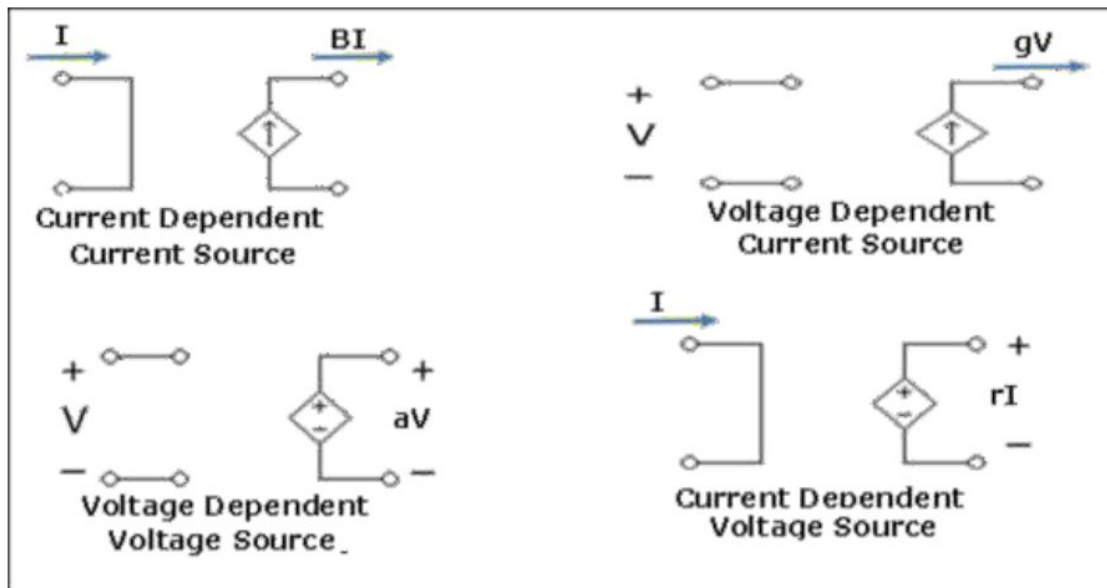 I
BI
Current Dependent
Current Source
gV
+
V
−
Voltage Dependent
Current Source
+
V
−
+
−
+
aV
−
Voltage Dependent
Voltage Source
I
+
−
+
rI
−
Current Dependent
Voltage Source